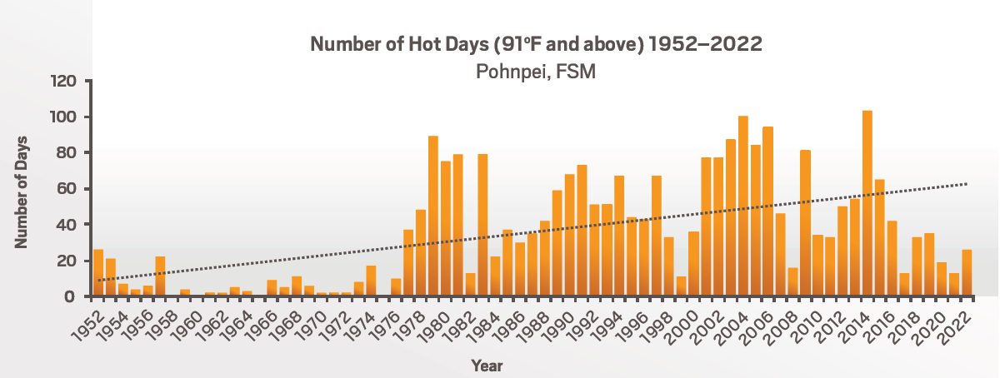 Number of Hot Days (91°F and above) 1952–2022
Pohnpei, FSM
120
100
80
60
40
20
0
Number of Days
1952 1954 1956 1958 1960 1962 1964 1966 1968 1970 1972 1974 1976 1978 1980 1982 1984 1986 1988 1990 1992 1994 1996 1998 2000 2002 2004 2006 2008 2010 2012 2014 2016 2018 2020 2022
Year